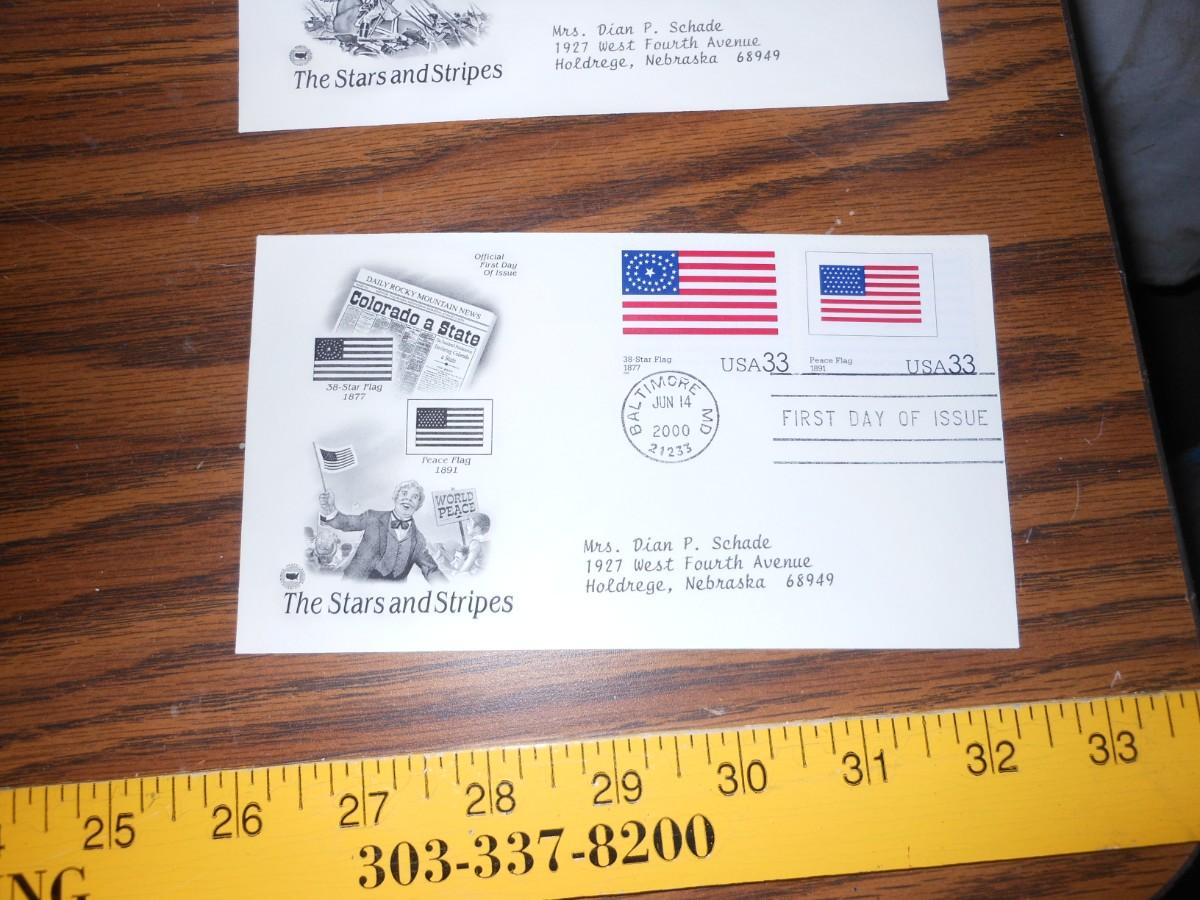 Mrs. Dian P. Schade
1927 West Fourth Avenue
Holdrege, Nebraska 68949
The Stars and Stripes
Official
First Day
Of Issue
DAILY ROCKY MOUNTAIN NEWS
Colorado a State
38-Star Flag
1877
Peace Flag
1891
WORLD
PEACE
The Stars and Stripes
38-Star Flag
1877
USA33
Peace Flag
1891
USA33
BALTIMORE MD
JUN 14
2000
21233
FIRST DAY OF ISSUE
Mrs. Dian P. Schade
1927 West Fourth Avenue
Holdrege, Nebraska 68949
25 26 27 28 29 30 31 32 33
303-337-8200